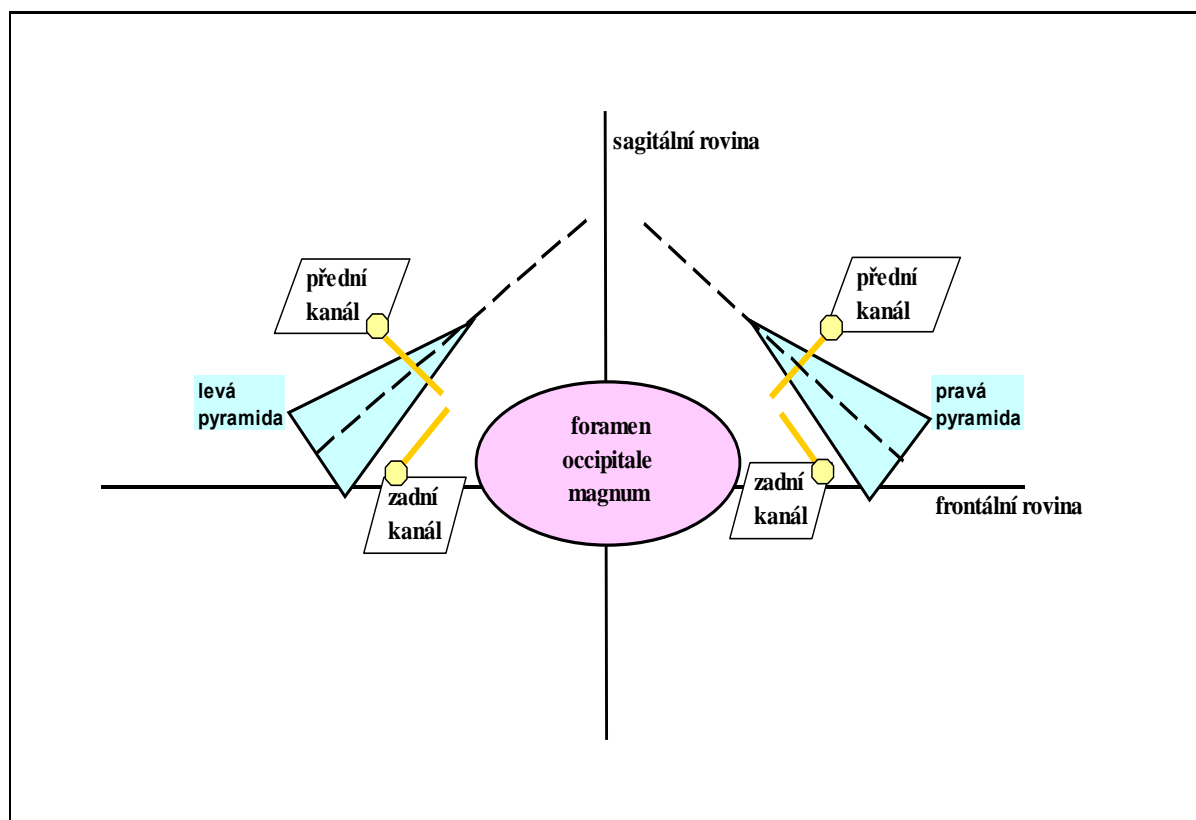 sagitální rovina
přední
kanál
přední
kanál
levá
pyramida
pravá
pyramida
foramen
occipitale
magnum
zadní
kanál
zadní
kanál
frontální rovina